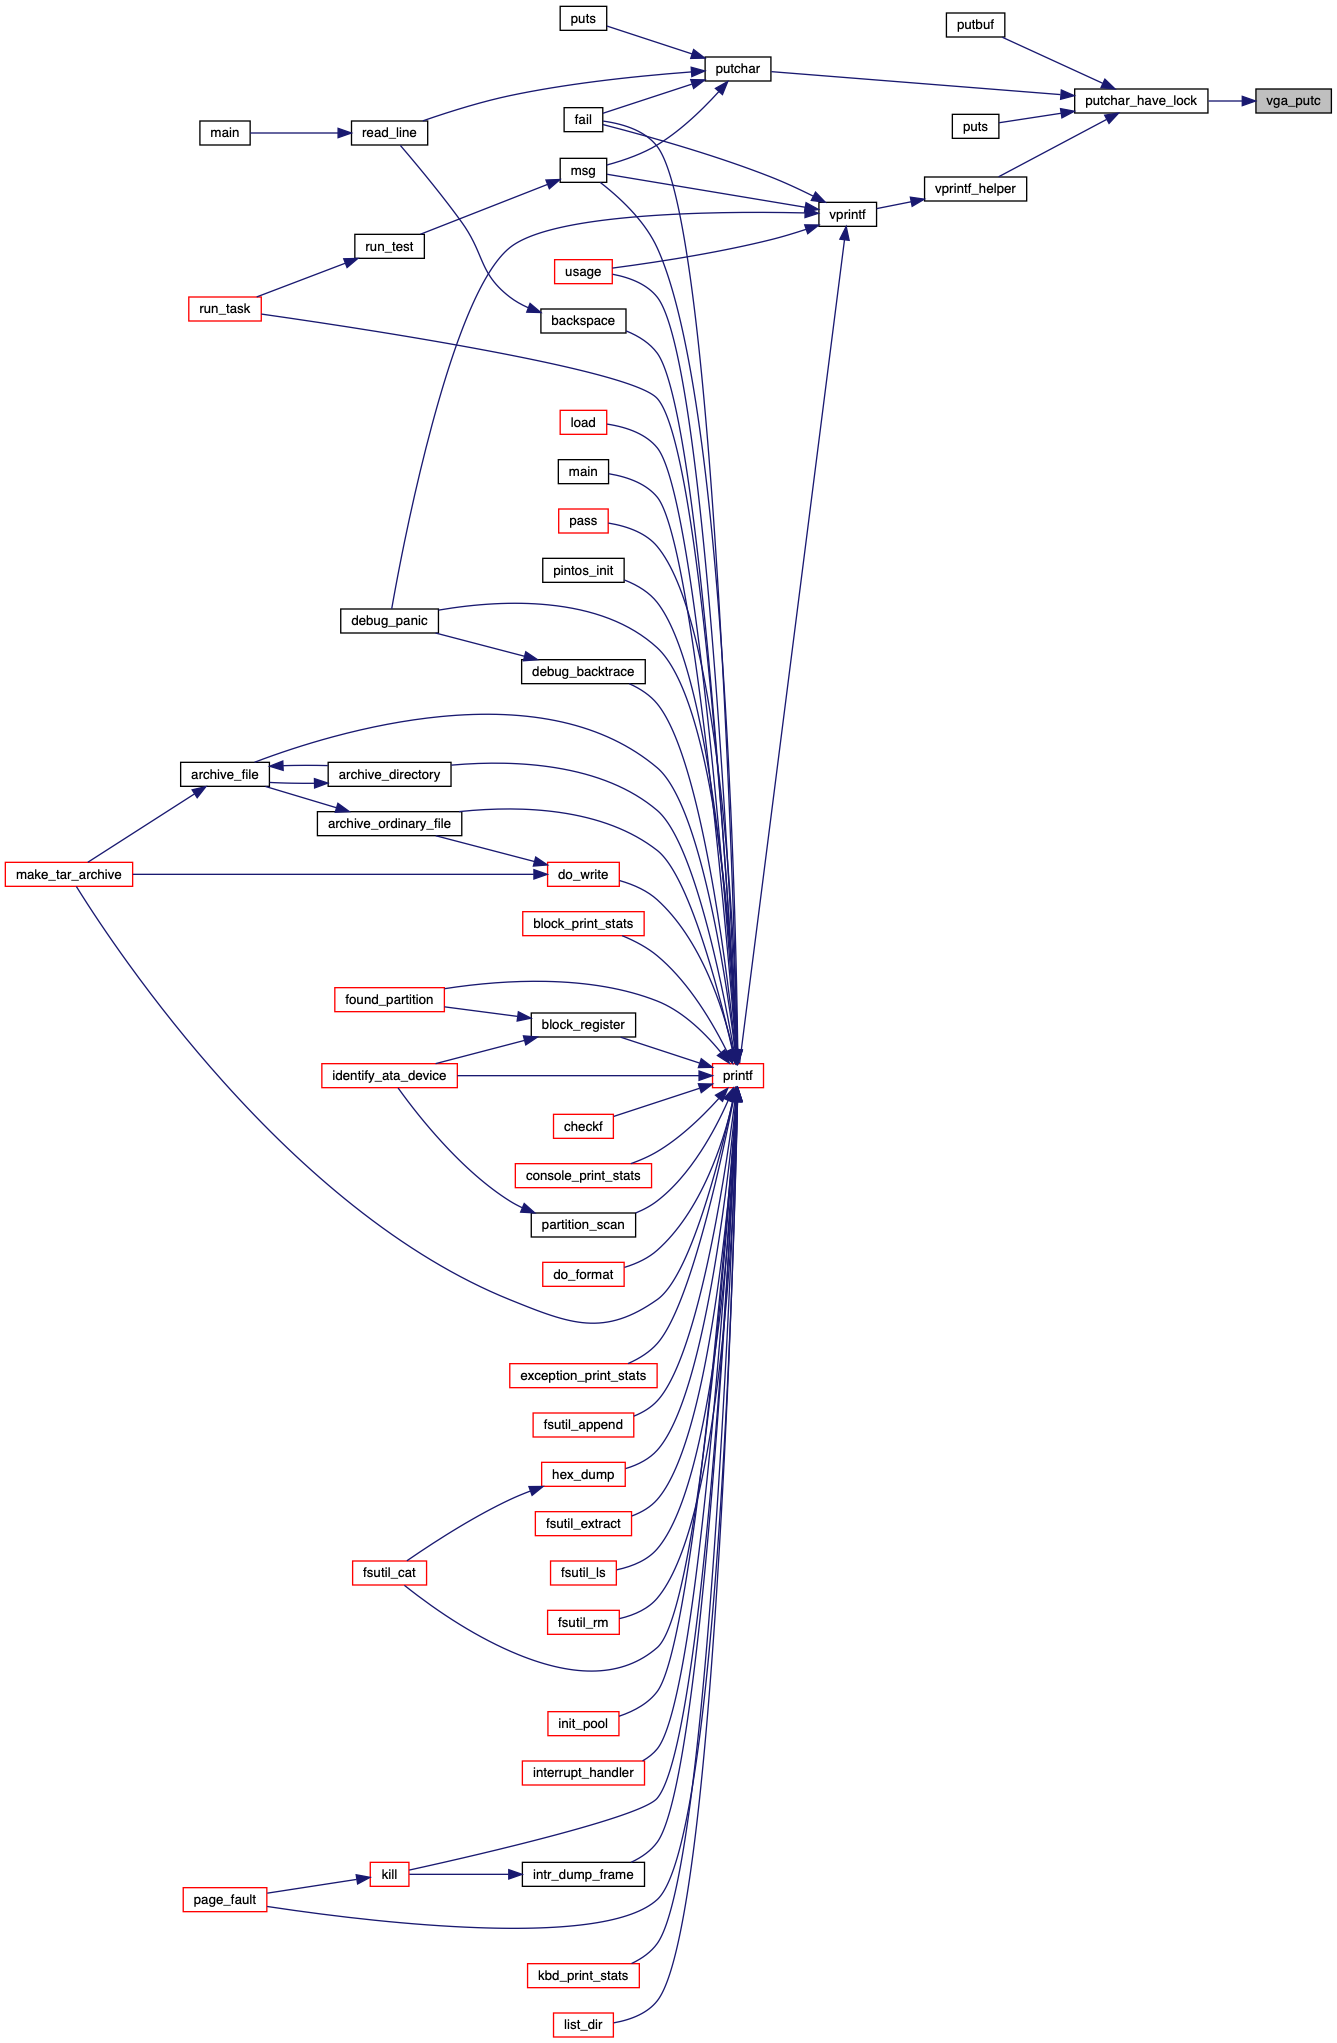 puts
putbuf
putchar
putchar_have_lock
vga_putc
fail
puts
main
read_line
msg
vprintf_helper
vprintf
run_test
usage
run_task
backspace
load
main
pass
pintos_init
debug_panic
debug_backtrace
archive_file
archive_directory
archive_ordinary_file
make_tar_archive
do_write
block_print_stats
found_partition
block_register
identify_ata_device
printf
checkf
console_print_stats
partition_scan
do_format
exception_print_stats
fsutil_append
hex_dump
fsutil_extract
fsutil_cat
fsutil_ls
fsutil_rm
init_pool
interrupt_handler
kill
intr_dump_frame
page_fault
kbd_print_stats
list_dir